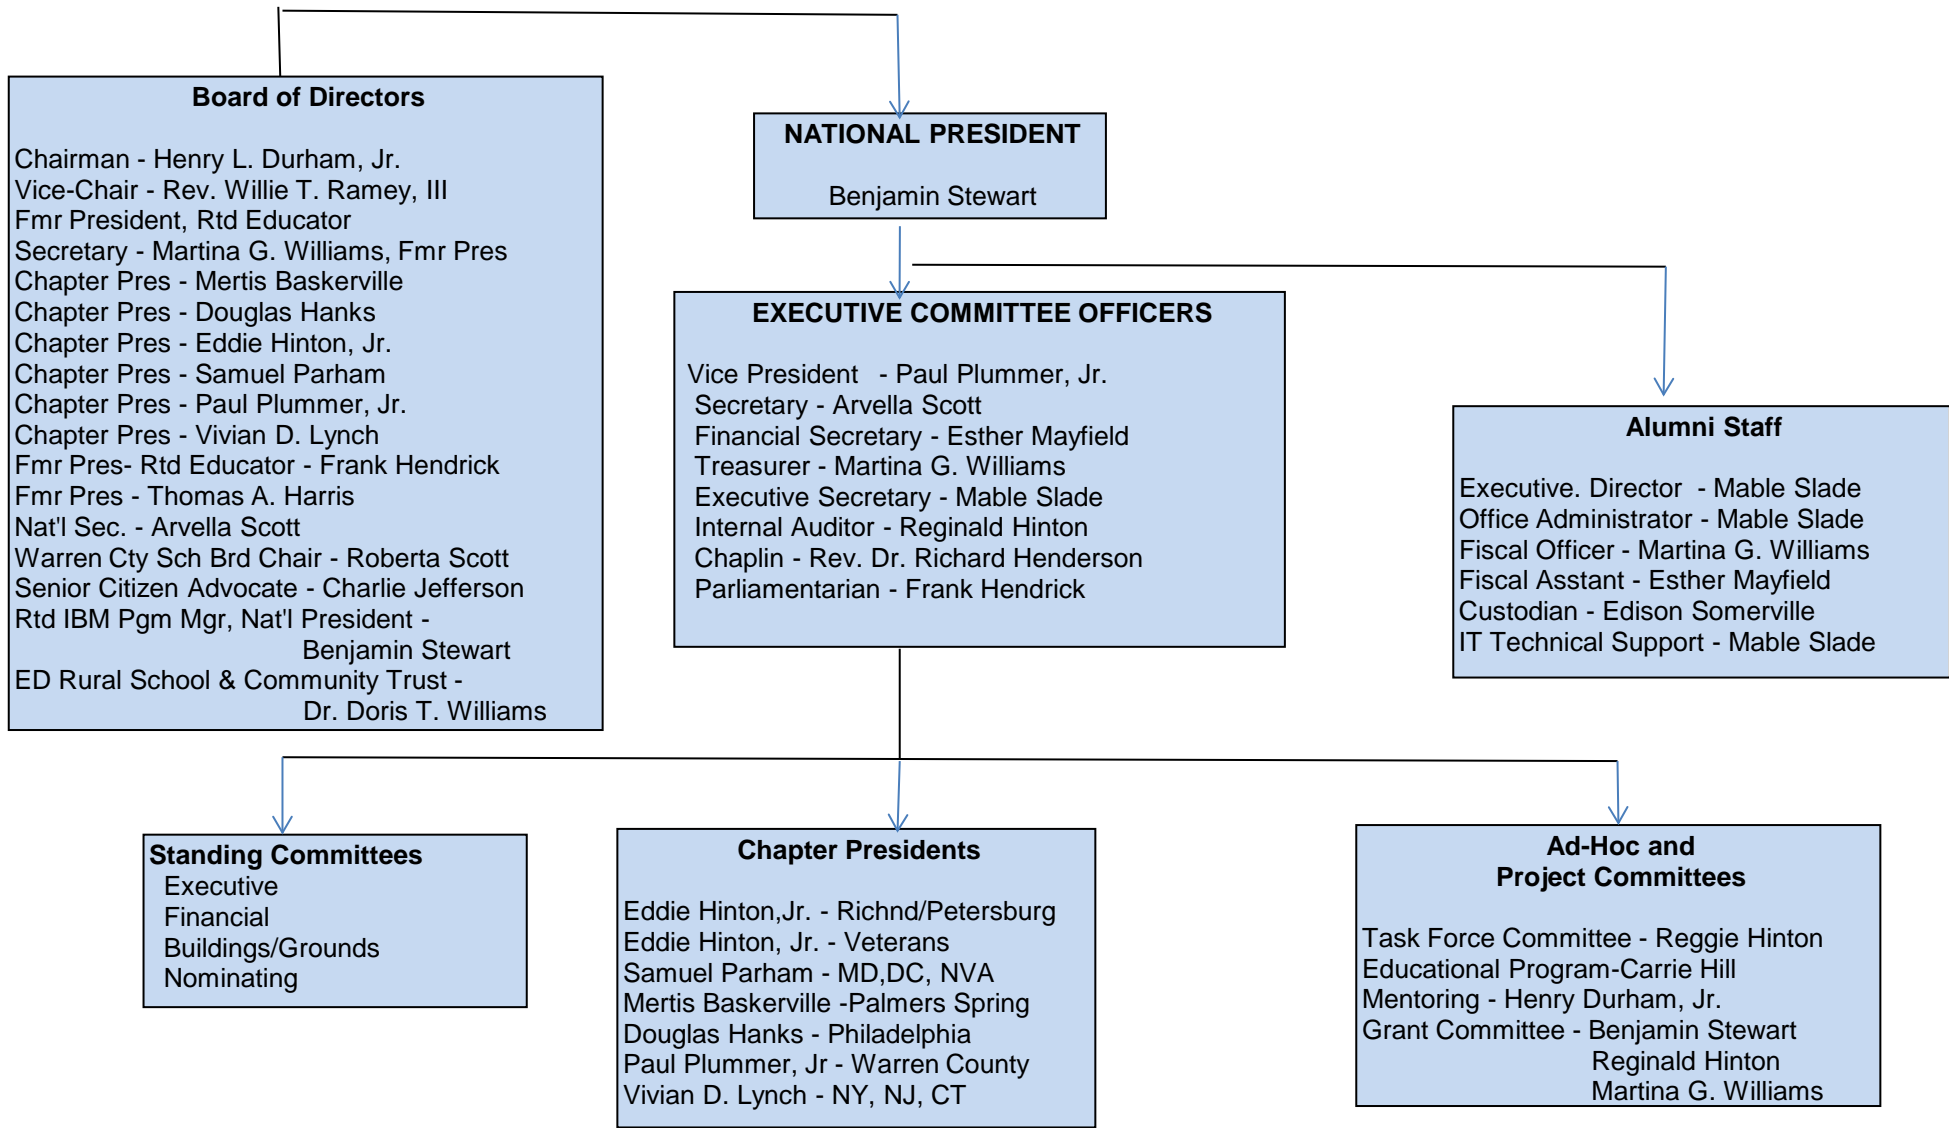 Board of Directors
Chairman - Henry L. Durham, Jr.
Vice-Chair - Rev. Willie T. Ramey, III
Fmr President, Rtd Educator
Secretary - Martina G. Williams, Fmr Pres
Chapter Pres - Mertis Baskerville
Chapter Pres - Douglas Hanks
Chapter Pres - Eddie Hinton, Jr.
Chapter Pres - Samuel Parham
Chapter Pres - Paul Plummer, Jr.
Chapter Pres - Vivian D. Lynch
Fmr Pres- Rtd Educator - Frank Hendrick
Fmr Pres - Thomas A. Harris
Nat'l Sec. - Arvella Scott
Warren Cty Sch Brd Chair - Roberta Scott
Senior Citizen Advocate - Charlie Jefferson
Rtd IBM Pgm Mgr, Nat'l President -
Benjamin Stewart
ED Rural School & Community Trust -
Dr. Doris T. Williams
NATIONAL PRESIDENT
Benjamin Stewart
EXECUTIVE COMMITTEE OFFICERS
Vice President - Paul Plummer, Jr.
Secretary - Arvella Scott
Financial Secretary - Esther Mayfield
Treasurer - Martina G. Williams
Executive Secretary - Mable Slade
Internal Auditor - Reginald Hinton
Chaplin - Rev. Dr. Richard Henderson
Parliamentarian - Frank Hendrick
Alumni Staff
Executive. Director - Mable Slade
Office Administrator - Mable Slade
Fiscal Officer - Martina G. Williams
Fiscal Asstant - Esther Mayfield
Custodian - Edison Somerville
IT Technical Support - Mable Slade
Standing Committees
Executive
Financial
Buildings/Grounds
Nominating
Chapter Presidents
Eddie Hinton,Jr. - Richnd/Petersburg
Eddie Hinton, Jr. - Veterans
Samuel Parham - MD,DC, NVA
Mertis Baskerville -Palmers Spring
Douglas Hanks - Philadelphia
Paul Plummer, Jr - Warren County
Vivian D. Lynch - NY, NJ, CT
Ad-Hoc and
Project Committees
Task Force Committee - Reggie Hinton
Educational Program-Carrie Hill
Mentoring - Henry Durham, Jr.
Grant Committee - Benjamin Stewart
Reginald Hinton
Martina G. Williams